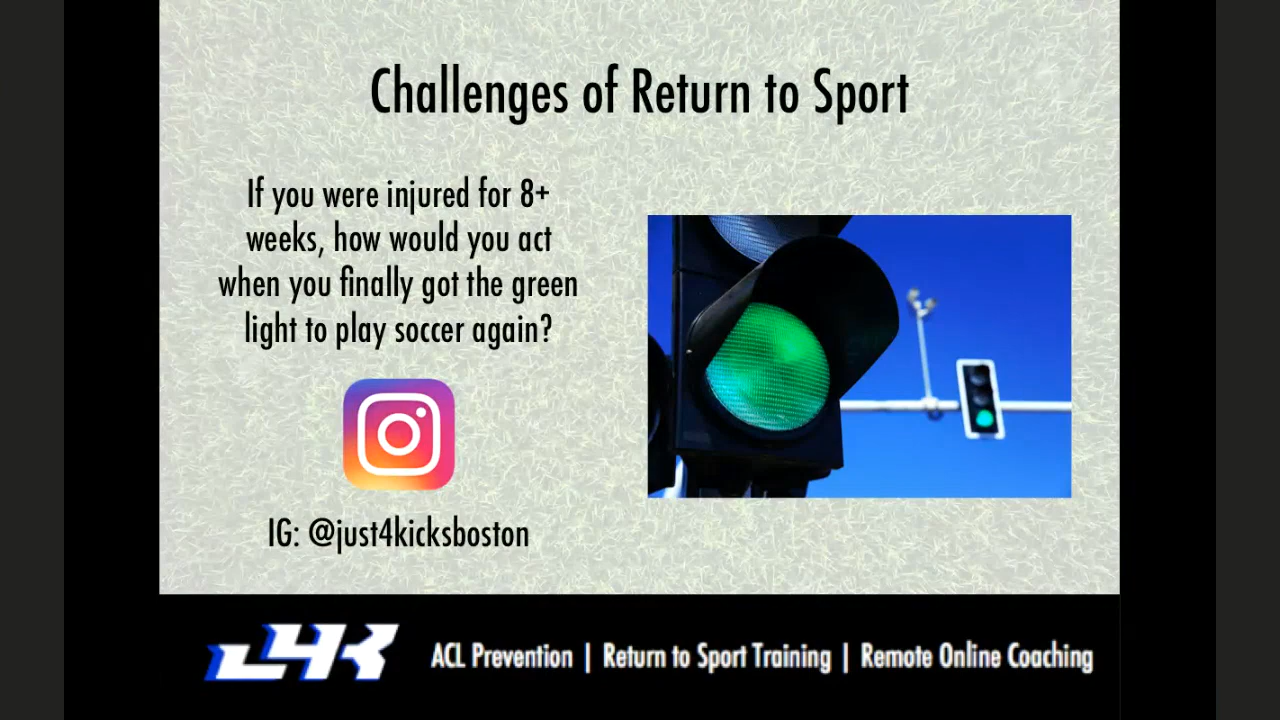 Challenges of Return to Sport
If you were injured for 8+
weeks, how would you act
when you finally got the green
light to play soccer again?
IG: @just4kicksboston
J4K
ACL Prevention | Return to Sport Training | Remote Online Coaching